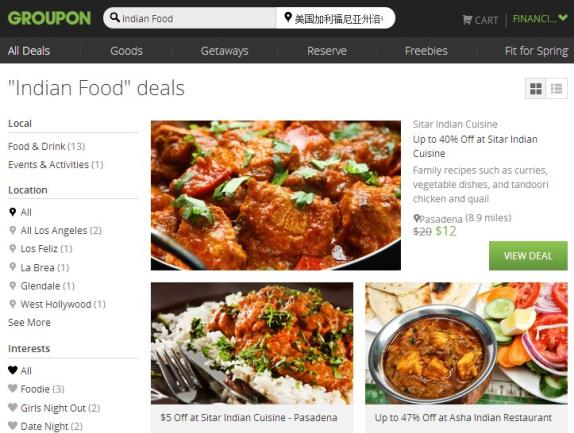 GROUPON
Indian Food
美国加利福尼亚州洛
CART
FINANCI...
All Deals
Goods
Getaways
Reserve
Freebies
Fit for Spring
"Indian Food" deals
Local
Food & Drink (13)
Events & Activities (1)
Location
All
All Los Angeles (2)
Los Feliz (1)
La Brea (1)
Glendale (1)
West Hollywood (1)
See More
Interests
All
Foodie (3)
Girls Night Out (2)
Date Night (2)
Sitar Indian Cuisine
Up to 40% Off at Sitar Indian
Cuisine
Family recipes such as curries,
vegetable dishes, and tandoori
chicken and quail
Pasadena (8.9 miles)
$20 $12
VIEW DEAL
$5 Off at Sitar Indian Cuisine - Pasadena
Up to 47% Off at Asha Indian Restaurant